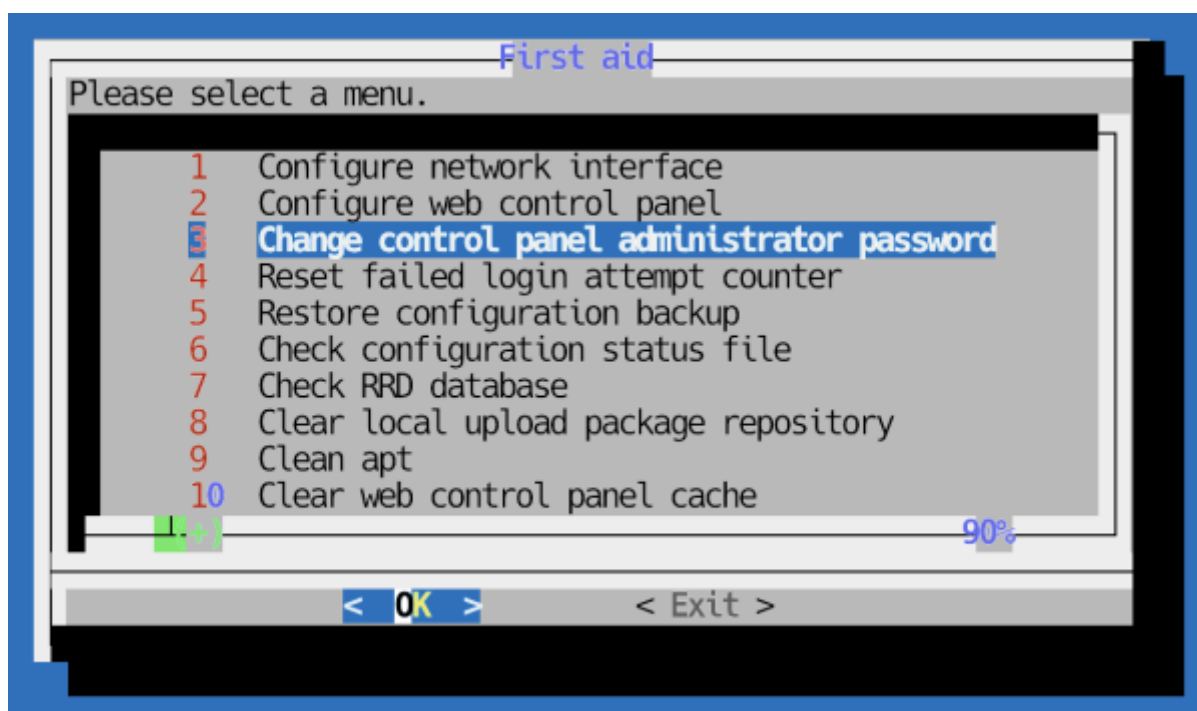 First aid
Please select a menu.
1 Configure network interface
2 Configure web control panel
3 Change control panel administrator password
4 Reset failed login attempt counter
5 Restore configuration backup
6 Check configuration status file
7 Check RRD database
8 Clear local upload package repository
9 Clean apt
10 Clear web control panel cache
(+) 90%
< OK > < Exit >